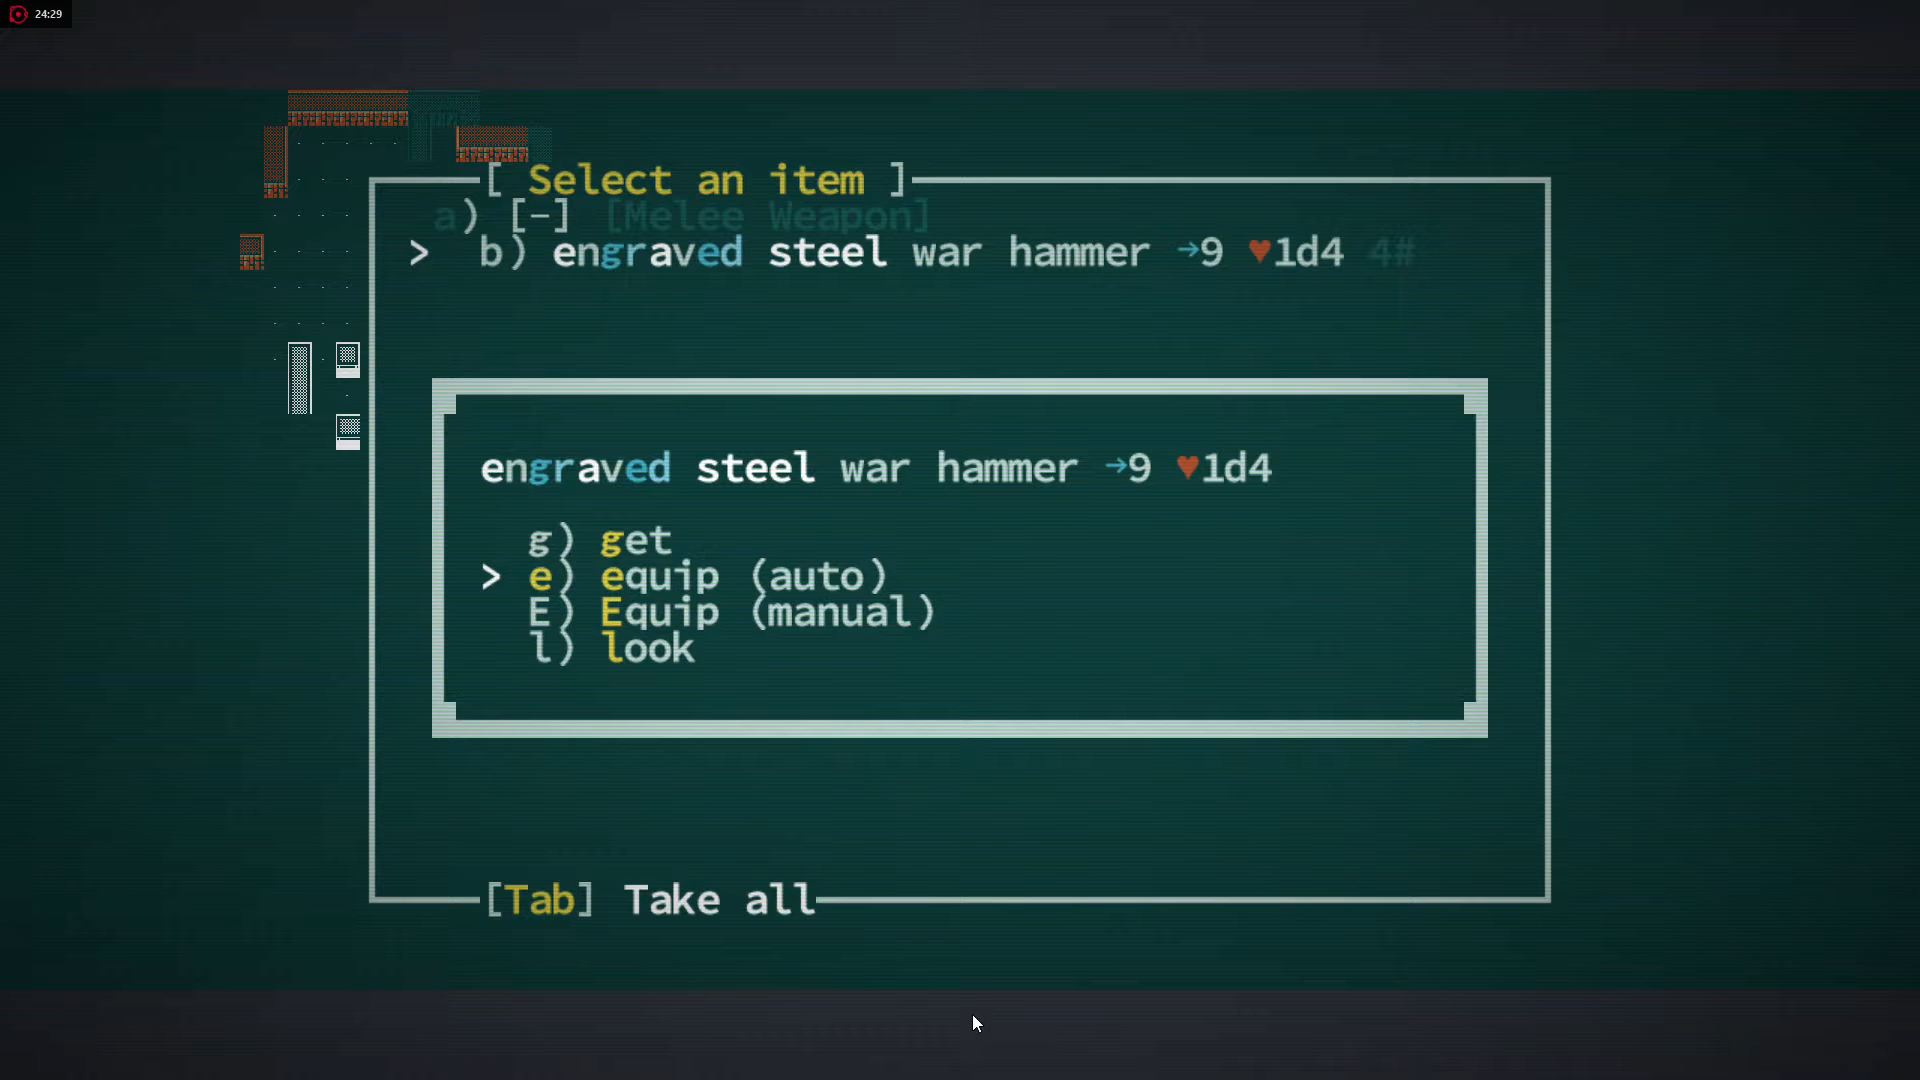 24:29
[ Select an item ]
a) [-] [Melee Weapon]
> b) engraved steel war hammer →9 ♥1d4 4#
engraved steel war hammer →9 ♥1d4
g) get
> e) equip (auto)
E) Equip (manual)
l) look
[Tab] Take all